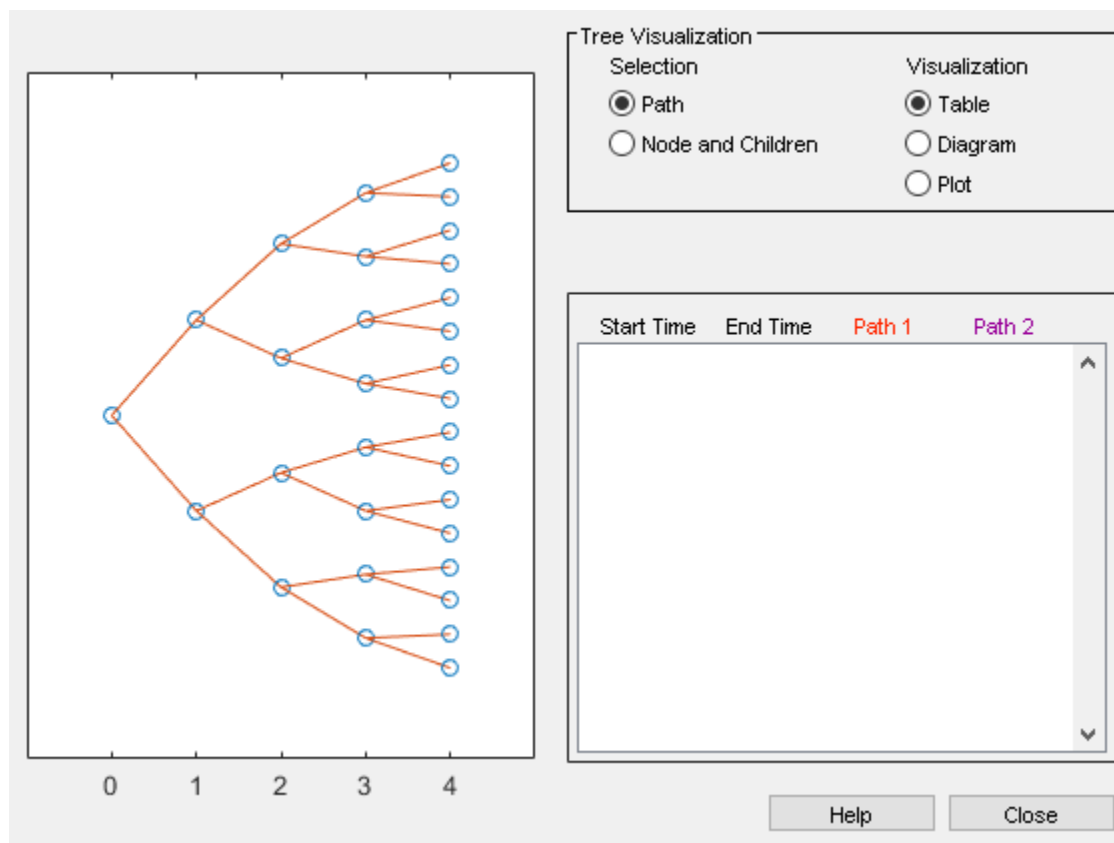 Tree Visualization
Selection
Visualization
Path
Table
Node and Children
Diagram
Plot
Start Time End Time Path 1 Path 2
0 1 2 3 4
Help Close